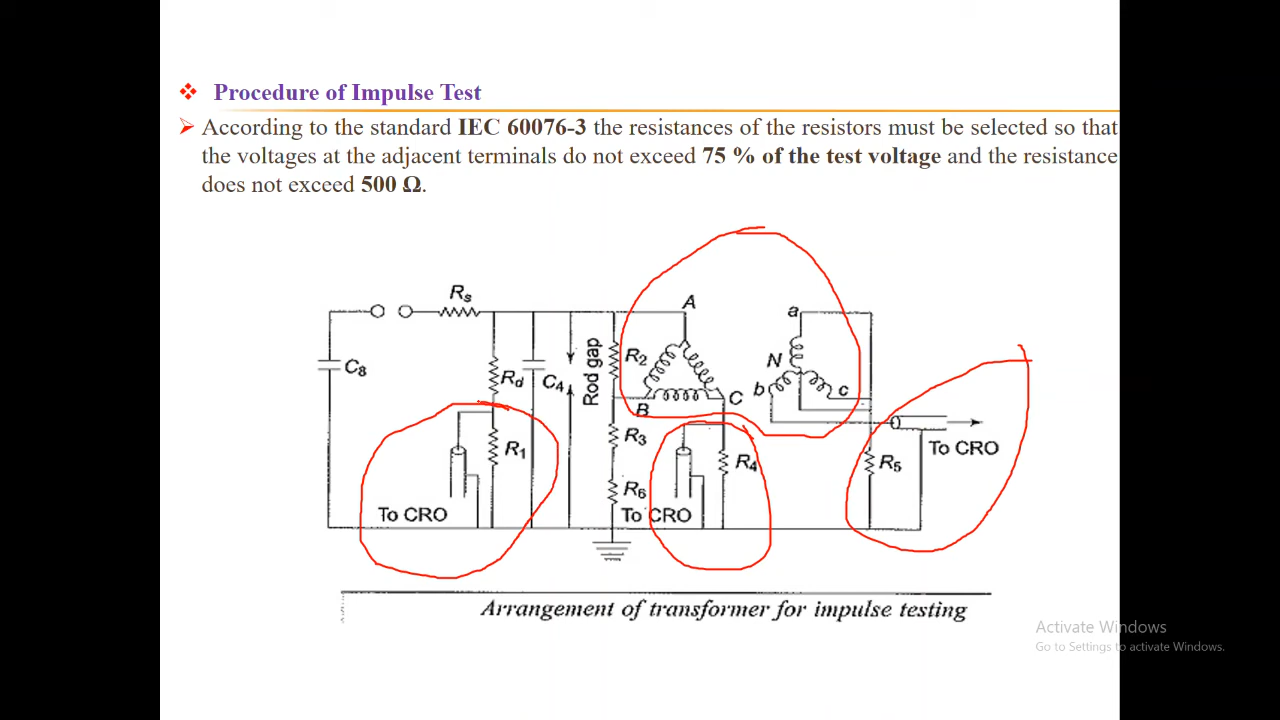 Procedure of Impulse Test
According to the standard IEC 60076-3 the resistances of the resistors must be selected so that
the voltages at the adjacent terminals do not exceed 75 % of the test voltage and the resistance
does not exceed 500 Ω.
Rs
A
a
C8
Rd
C4
Rod gap
R2
N
b
c
B
C
R1
R3
R4
R5
To CRO
R6
To CRO
To CRO
Arrangement of transformer for impulse testing
Activate Windows
Go to Settings to activate Windows.